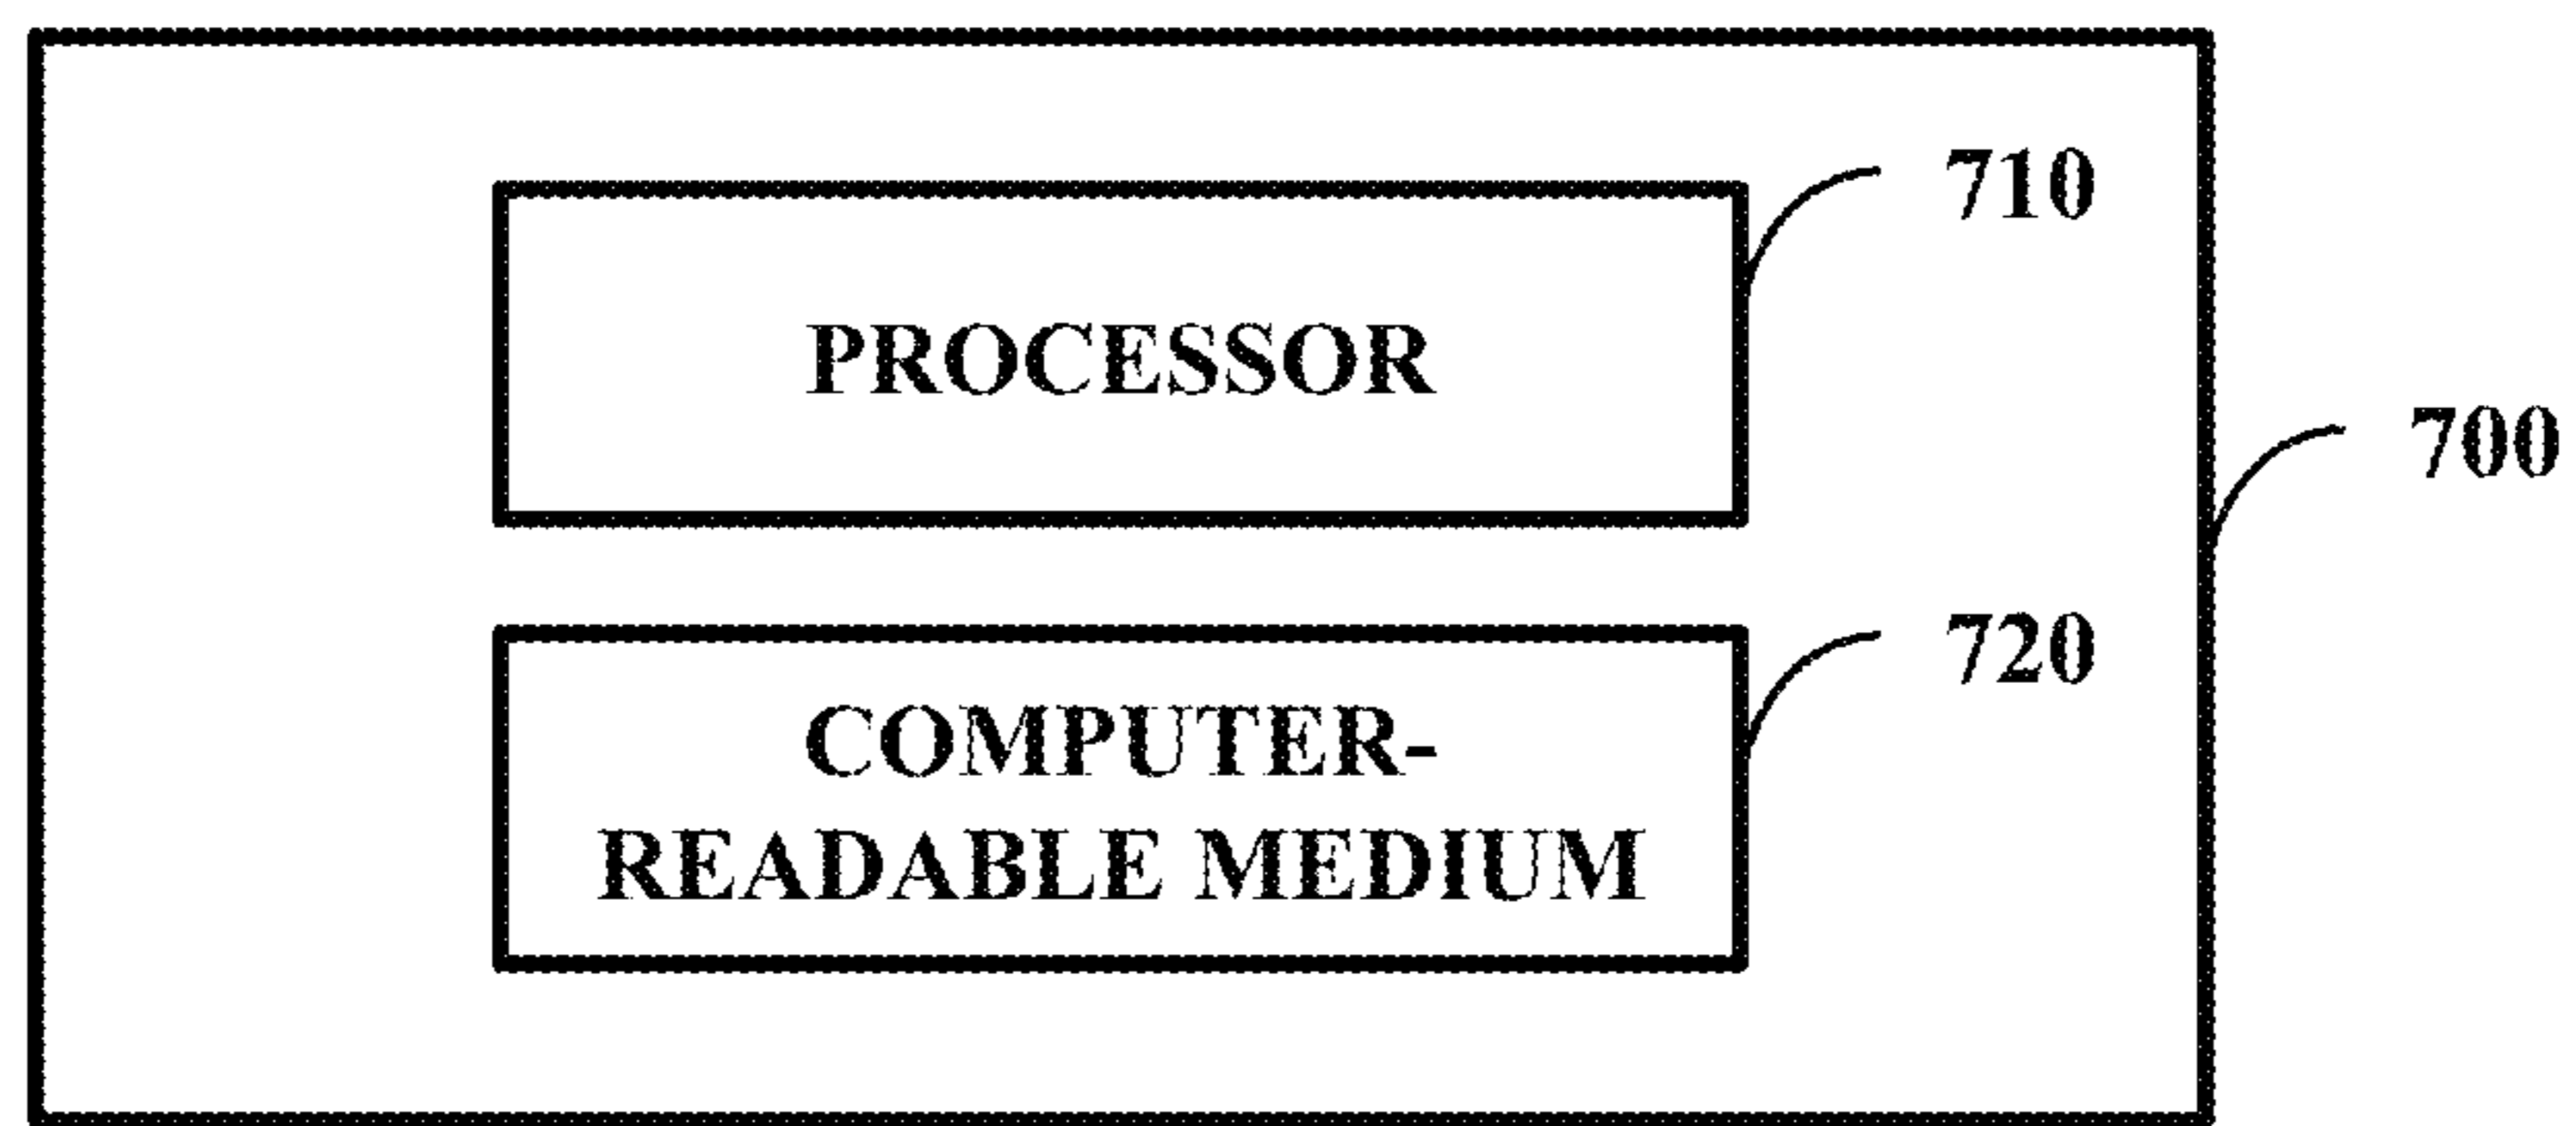 710
PROCESSOR
700
720
COMPUTER-
READABLE MEDIUM